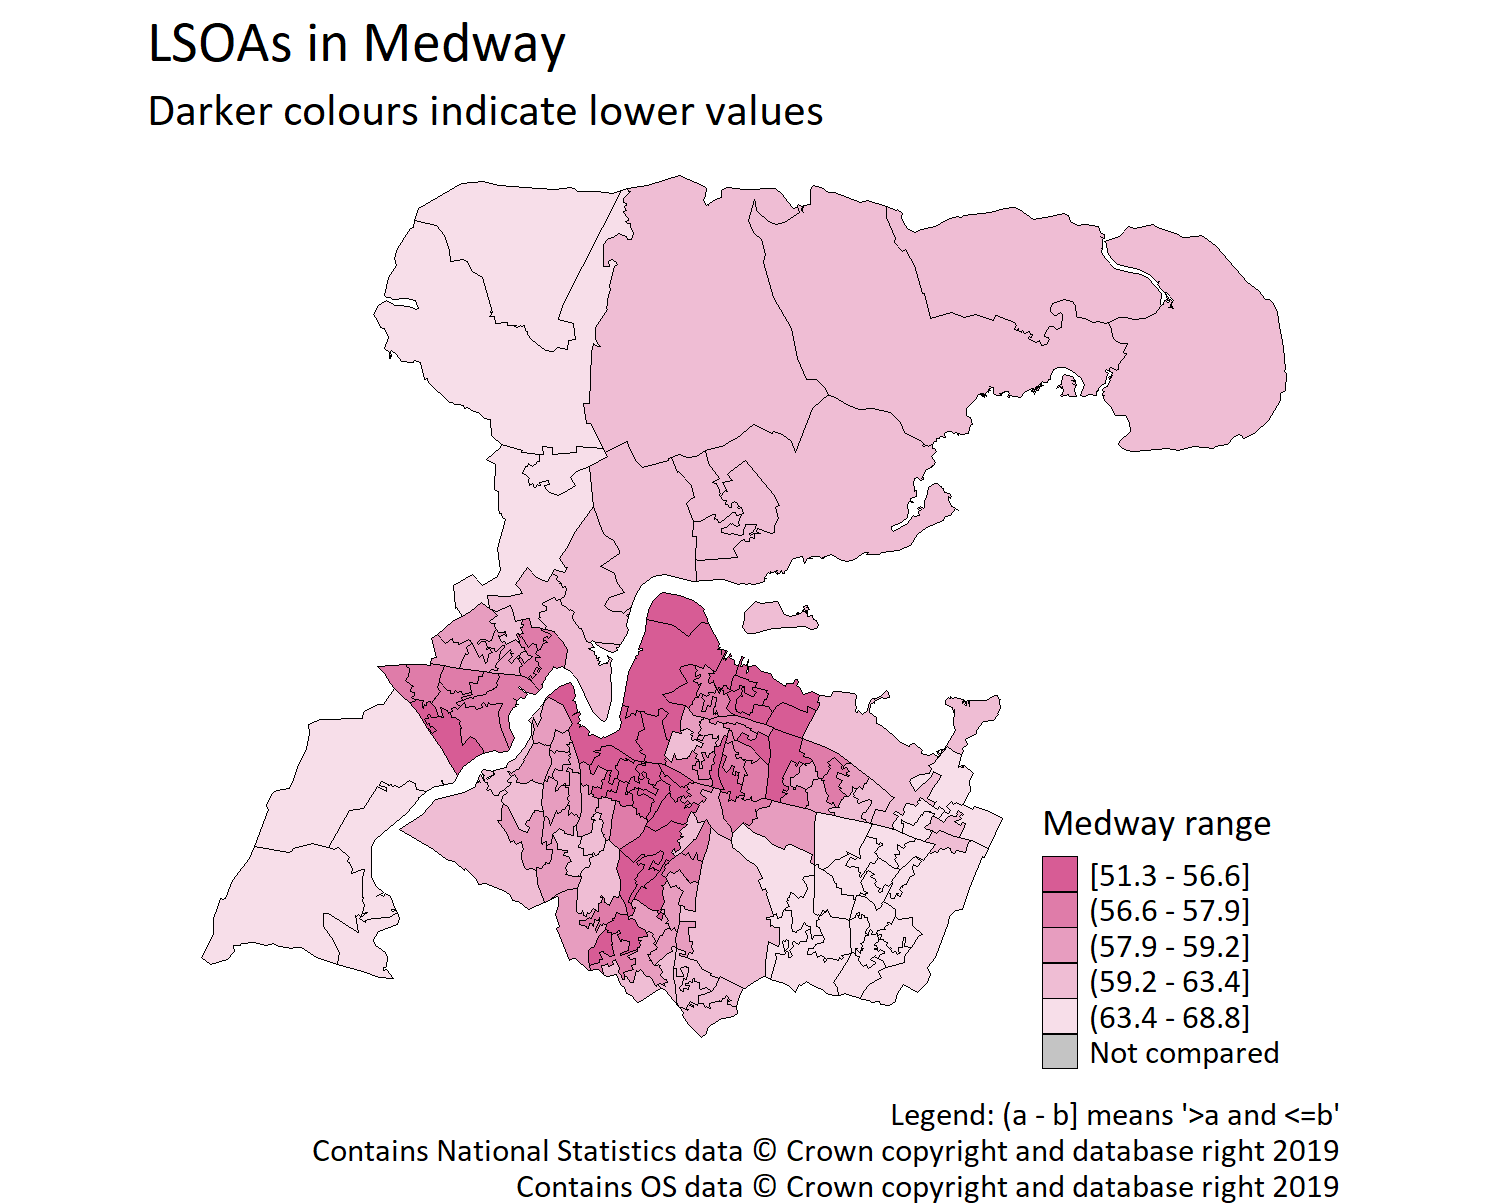 LSOAs in Medway
Darker colours indicate lower values
Medway range
[51.3 - 56.6]
(56.6 - 57.9]
(57.9 - 59.2]
(59.2 - 63.4]
(63.4 - 68.8]
Not compared
Legend: (a - b] means '>a and <=b'
Contains National Statistics data © Crown copyright and database right 2019
Contains OS data © Crown copyright and database right 2019